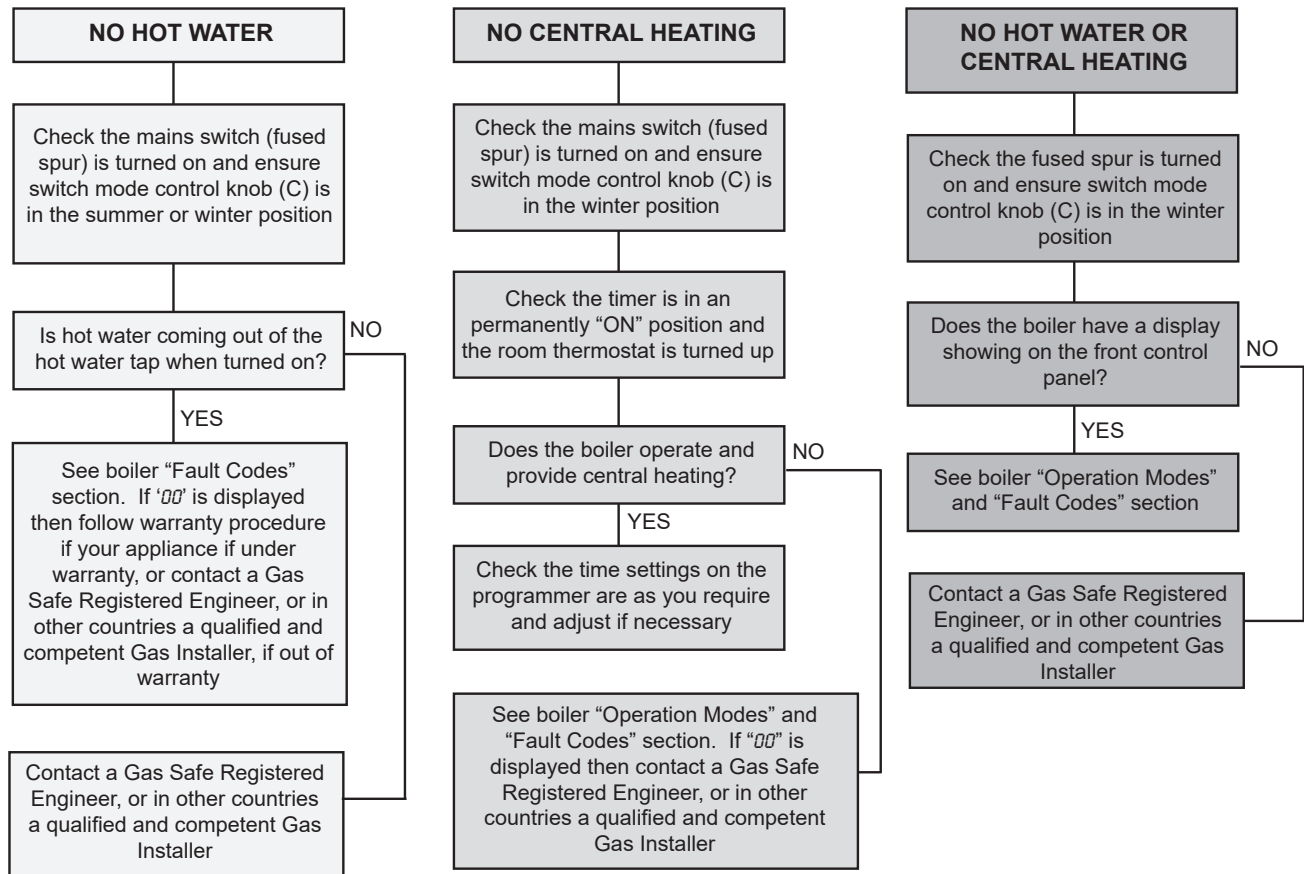 NO HOT WATER
Check the mains switch (fused
spur) is turned on and ensure
switch mode control knob (C) is
in the summer or winter position
Is hot water coming out of the
hot water tap when turned on?
NO
YES
See boiler “Fault Codes”
section. If ‘00’ is displayed
then follow warranty procedure
if your appliance if under
warranty, or contact a Gas
Safe Registered Engineer, or in
other countries a qualified and
competent Gas Installer, if out of
warranty
Contact a Gas Safe Registered
Engineer, or in other countries
a qualified and competent Gas
Installer
NO CENTRAL HEATING
Check the mains switch (fused
spur) is turned on and ensure
switch mode control knob (C) is
in the winter position
Check the timer is in an
permanently “ON” position and
the room thermostat is turned up
Does the boiler operate and
provide central heating?
NO
YES
Check the time settings on the
programmer are as you require
and adjust if necessary
See boiler “Operation Modes” and
“Fault Codes” section. If “00” is
displayed then contact a Gas Safe
Registered Engineer, or in other
countries a qualified and competent
Gas Installer
NO HOT WATER OR
CENTRAL HEATING
Check the fused spur is turned
on and ensure switch mode
control knob (C) is in the winter
position
Does the boiler have a display
showing on the front control
panel?
NO
YES
See boiler “Operation Modes”
and “Fault Codes” section
Contact a Gas Safe Registered
Engineer, or in other countries
a qualified and competent Gas
Installer